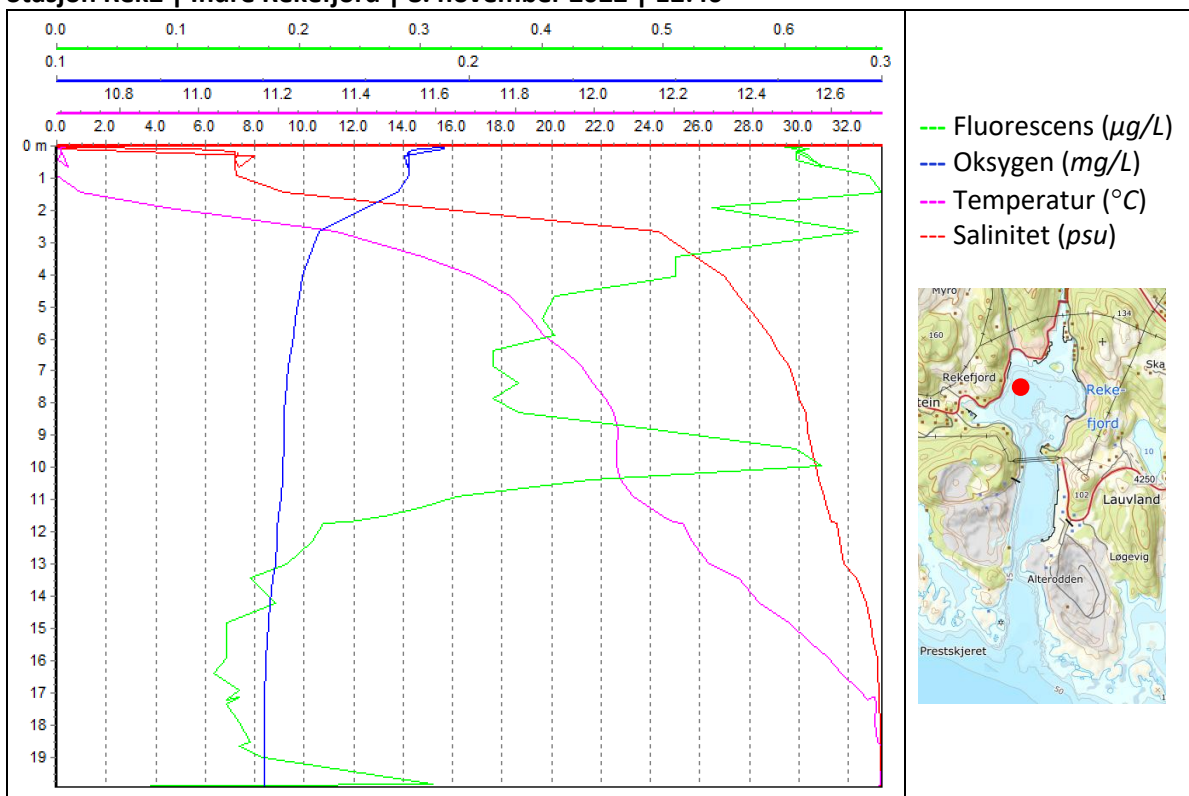 0.0 0.1 0.2 0.3 0.4 0.5 0.6
0.1 0.2 0.3
10.8 11.0 11.2 11.4 11.6 11.8 12.0 12.2 12.4 12.6
0.0 2.0 4.0 6.0 8.0 10.0 12.0 14.0 16.0 18.0 20.0 22.0 24.0 26.0 28.0 30.0 32.0
0 m
1
2
3
4
5
6
7
8
9
10
11
12
13
14
15
16
17
18
19
--- Fluorescens (µg/L)
--- Oksygen (mg/L)
--- Temperatur (°C)
--- Salinitet (psu)
Myro
134
160
Ska
Rekefjord
tein
Reke-
fjord
10
4250
102
Lauvland
Løgevig
15
Alterodden
Prestskjeret
50
1